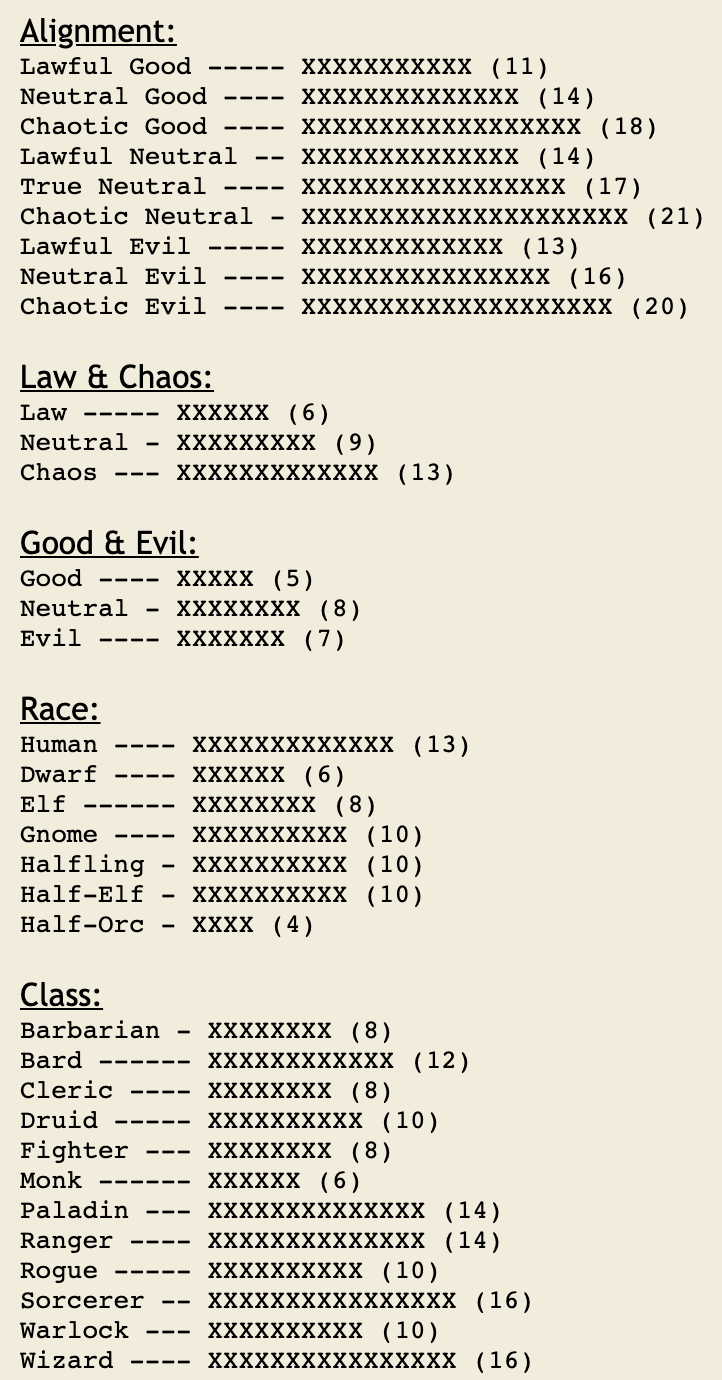 Alignment:
Lawful Good ----- XXXXXXXXXXX (11)
Neutral Good ---- XXXXXXXXXXXXXX (14)
Chaotic Good ---- XXXXXXXXXXXXXXXXXX (18)
Lawful Neutral -- XXXXXXXXXXXXXX (14)
True Neutral ---- XXXXXXXXXXXXXXXXX (17)
Chaotic Neutral - XXXXXXXXXXXXXXXXXXXXX (21)
Lawful Evil ----- XXXXXXXXXXXXX (13)
Neutral Evil ---- XXXXXXXXXXXXXXXX (16)
Chaotic Evil ---- XXXXXXXXXXXXXXXXXXXX (20)
Law & Chaos:
Law ----- XXXXXX (6)
Neutral - XXXXXXXXX (9)
Chaos --- XXXXXXXXXXXXX (13)
Good & Evil:
Good ---- XXXXX (5)
Neutral - XXXXXXXX (8)
Evil ---- XXXXXXX (7)
Race:
Human ---- XXXXXXXXXXXXX (13)
Dwarf ---- XXXXXX (6)
Elf ------ XXXXXXXX (8)
Gnome ---- XXXXXXXXXX (10)
Halfling - XXXXXXXXXX (10)
Half-Elf - XXXXXXXXXX (10)
Half-Orc - XXXX (4)
Class:
Barbarian - XXXXXXXX (8)
Bard ------ XXXXXXXXXXXX (12)
Cleric ---- XXXXXXXX (8)
Druid ----- XXXXXXXXXX (10)
Fighter --- XXXXXXXX (8)
Monk ------ XXXXXX (6)
Paladin --- XXXXXXXXXXXXXX (14)
Ranger ---- XXXXXXXXXXXXXX (14)
Rogue ----- XXXXXXXXXX (10)
Sorcerer -- XXXXXXXXXXXXXXXX (16)
Warlock --- XXXXXXXXXX (10)
Wizard ---- XXXXXXXXXXXXXXXX (16)